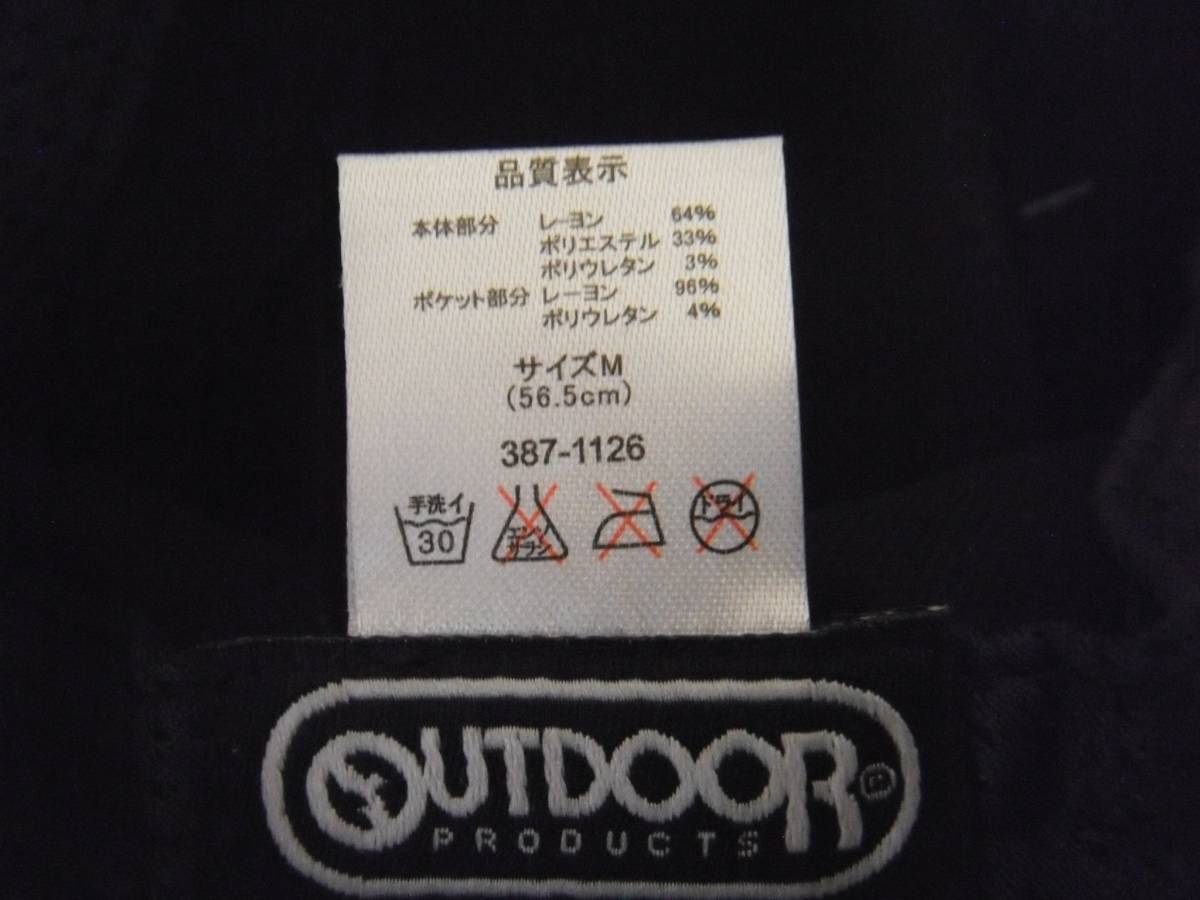 品質表示
本体部分 レーヨン 64%
ポリエステル 33%
ポリウレタン 3%
ポケット部分 レーヨン 96%
ポリウレタン 4%
サイズM
(56.5cm)
387-1126
手洗イ エンソ ドライ
30 サラシ
OUTDOOR
PRODUCTS